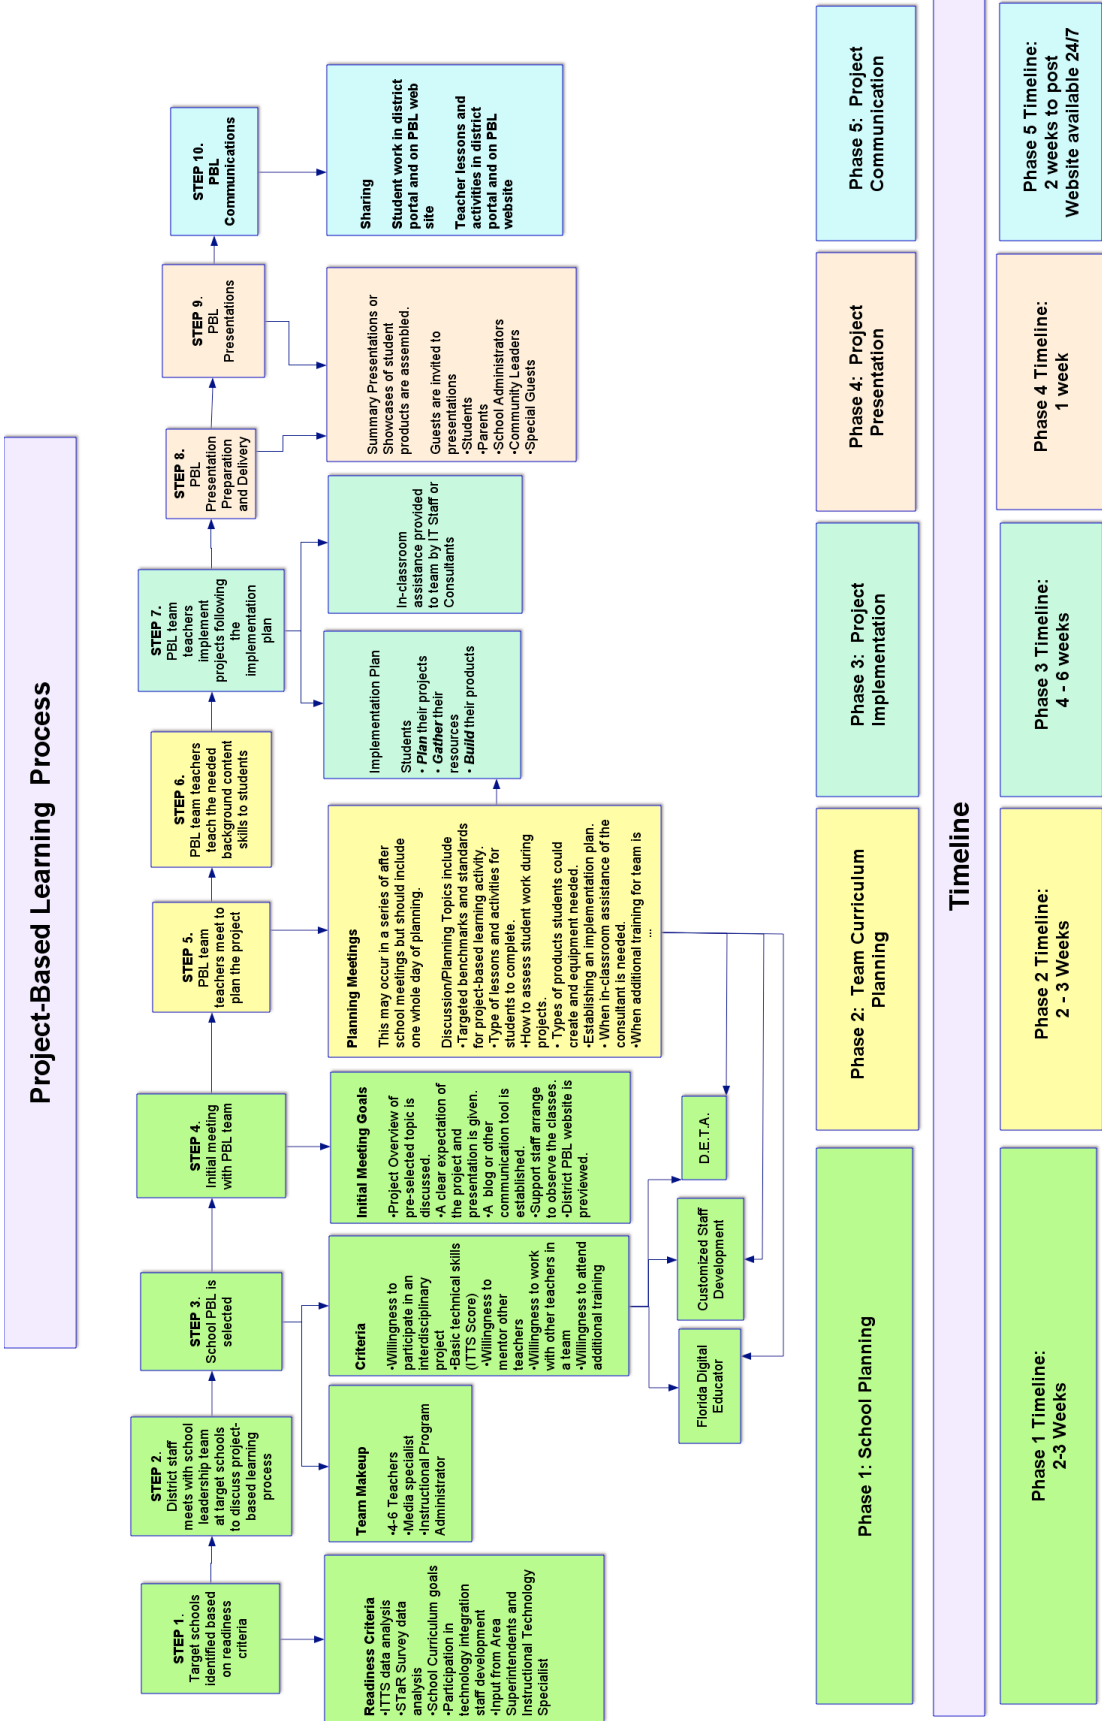 Project-Based Learning  Process
STEP 1.
Target schools
identified based
on readiness
criteria
STEP 2.
District staff
meets with school
leadership team
at target schools
to discuss project-
based learning
process
STEP 3.
School PBL is
selected
STEP 4.
Initial meeting
with PBL team
STEP 5.
PBL team
teachers meet to
plan the project
STEP 6.
PBL team teachers
teach the needed
background content
skills to students
STEP 7.
PBL team
teachers
implement
projects following
the
implementation
plan
STEP 8.
PBL
Presentation
Preparation
and Delivery
STEP 9.
PBL
Presentations
STEP 10.
PBL
Communications
Readiness Criteria
•ITTS data analysis
•STaR Survey data
analysis
•School Curriculum goals
•Participation in
technology integration
staff development
•Input from Area
Superintendents and
Instructional Technology
Specialist
Team Makeup
•4-6 Teachers
•Media specialist
•Instructional Program
Administrator
Criteria
•Willingness to
participate in an
interdisciplinary
project
•Basic technical skills
(ITTS Score)
•Willingness to
mentor other
teachers
•Willingness to work
with other teachers in
a team
•Willingness to attend
additional training
Initial Meeting Goals
•Project Overview of
pre-selected topic is
discussed.
•A clear expectation of
the project and
presentation is given.
•A  blog or other
communication tool is
established.
•Support staff arrange
to observe the classes.
•District PBL website is
previewed.
Planning Meetings
This may occur in a series of after
school meetings but should include
one whole day of planning.
Discussion/Planning Topics include
•Targeted benchmarks and standards
for project-based learning activity.
•Type of lessons and activities for
students to complete.
•How to assess student work during
projects.
• Types of products students could
create and equipment needed.
•Establishing an implementation plan.
• When in-classroom assistance of the
consultant is needed.
•When additional training for team is
...
Implementation Plan
Students
• Plan their projects
• Gather their
resources
• Build their products
In-classroom
assistance provided
to team by IT Staff or
Consultants
Summary Presentations or
Showcases of student
products are assembled.
Guests are invited to
presentations
•Students
•Parents
•School Administrators
•Community Leaders
•Special Guests
Sharing
Student work in district
portal and on PBL web
site
Teacher lessons and
activities in district
portal and on PBL
website
Florida Digital
Educator
Customized Staff
Development
D.E.T.A.
Phase 1: School Planning
Phase 2: Team Curriculum
Planning
Phase 3:  Project
Implementation
Phase 4:  Project
Presentation
Phase 5:  Project
Communication
Timeline
Phase 1 Timeline:
2-3 Weeks
Phase 2 Timeline:
2 - 3 Weeks
Phase 3 Timeline:
4 - 6 weeks
Phase 4 Timeline:
1 week
Phase 5 Timeline:
2 weeks to post
Website available 24/7